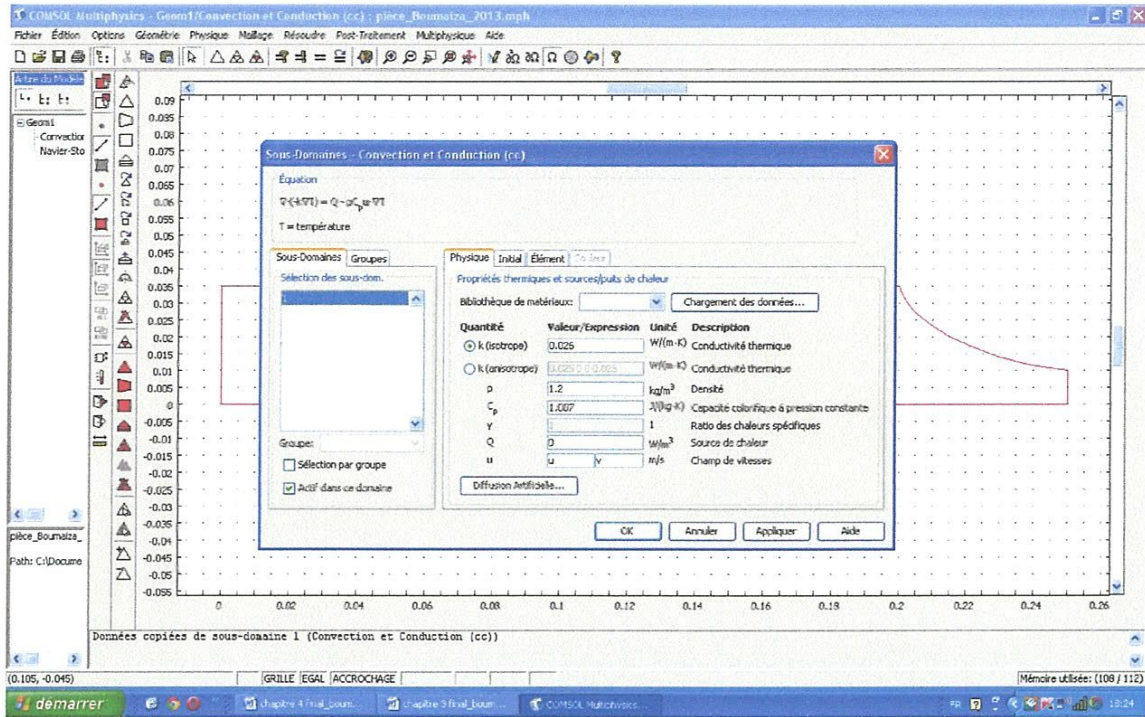 COMSOL Multiphysics - Geom1/Convection et Conduction (cc) : pièce_Boumaiza_2013.mph
Fichier Édition Options Géométrie Physique Maillage Résoudre Post-Traitement Multiphysique Aide
Arbre du Modèle
Geom1
Convection
Navier-Sto
0.09
0.085
0.08
0.075
0.07
0.065
0.06
0.055
0.05
0.045
0.04
0.035
0.03
0.025
0.02
0.015
0.01
0.005
0
-0.005
-0.01
-0.015
-0.02
-0.025
-0.03
-0.035
-0.04
-0.045
-0.05
-0.055
Sous-Domaines - Convection et Conduction (cc)
Équation
∇·(-k∇T) = Q - ρCpu·∇T
T = température
Sous-Domaines Groupes
Sélection des sous-dom.
1
Groupe:
Sélection par groupe
Actif dans ce domaine
Physique Initial Élément Couleur
Propriétés thermiques et sources/puits de chaleur
Bibliothèque de matériaux: Chargement des données...
Quantité Valeur/Expression Unité Description
k (isotrope) 0.025 W/(m·K) Conductivité thermique
k (anisotrope) 0.025 0 0 0.025 W/(m·K) Conductivité thermique
ρ 1.2 kg/m³ Densité
Cp 1.007 J/(kg·K) Capacité calorifique à pression constante
γ 1 Ratio des chaleurs spécifiques
Q 0 W/m³ Source de chaleur
u u v m/s Champ de vitesses
Diffusion Artificielle...
OK Annuler Appliquer Aide
0 0.02 0.04 0.06 0.08 0.1 0.12 0.14 0.16 0.18 0.2 0.22 0.24 0.26
pièce_Boumaiza_
Path: C:\Docume
Données copiées de sous-domaine 1 (Convection et Conduction (cc))
(0.105, -0.045) GRILLE EGAL ACCROCHAGE Mémoire utilisée: (108 / 112)
démarrer chapitre 4 final_boum... chapitre 3 final_boum... COMSOL Multiphysics... FR 18:24